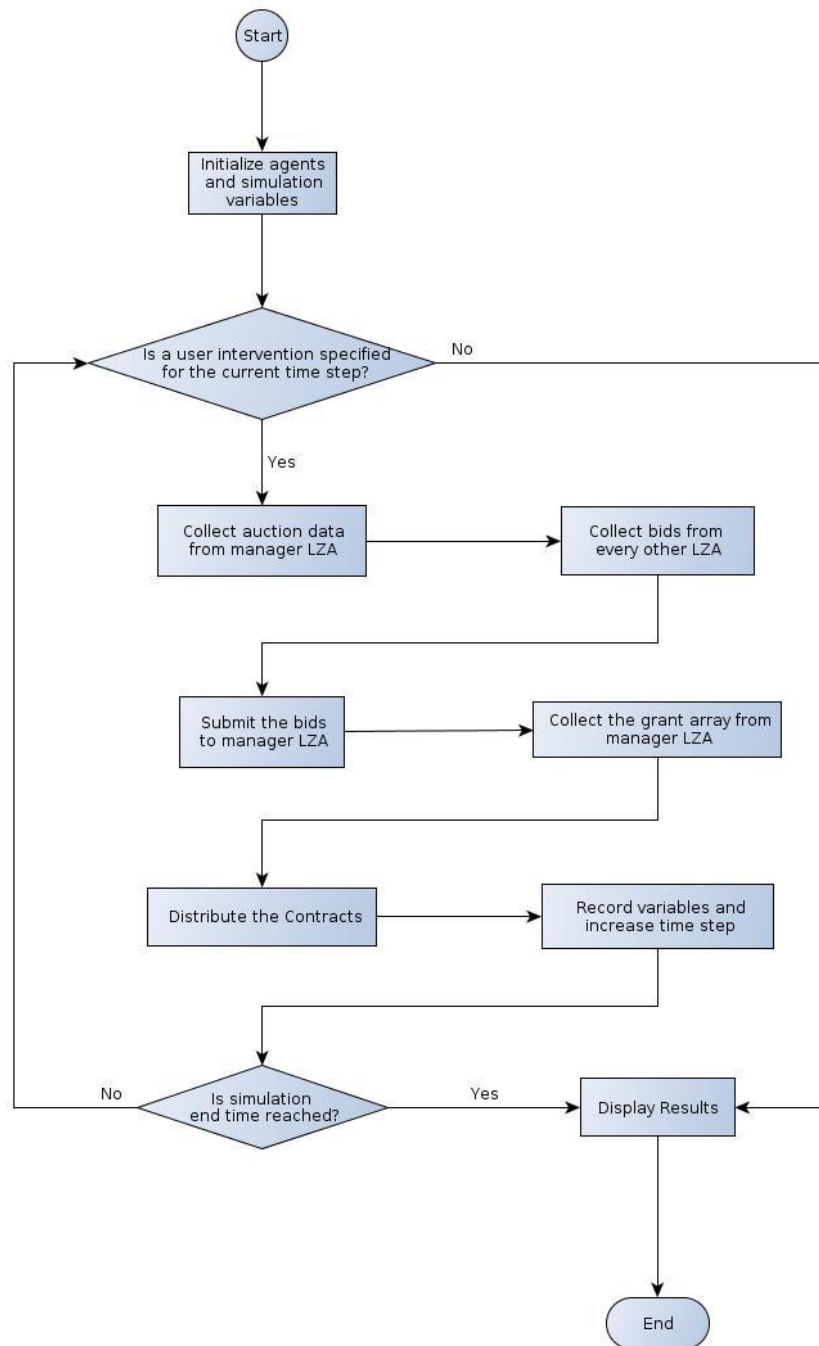 Start
Initialize agents
and simulation
variables
Is a user intervention specified
for the current time step?
No
Yes
Collect auction data
from manager LZA
Collect bids from
every other LZA
Submit the bids
to manager LZA
Collect the grant array from
manager LZA
Distribute the Contracts
Record variables and
increase time step
No
Is simulation
end time reached?
Yes
Display Results
End